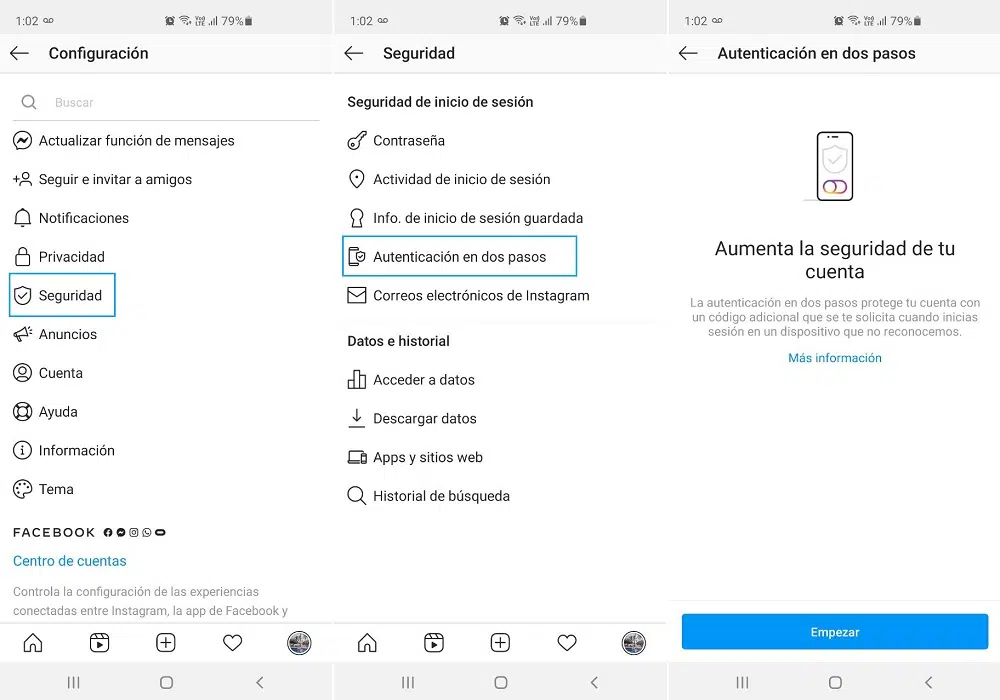 1:02
79%
Configuración
Buscar
Actualizar función de mensajes
Seguir e invitar a amigos
Notificaciones
Privacidad
Seguridad
Anuncios
Cuenta
Ayuda
Información
Tema
FACEBOOK
Centro de cuentas
Controla la configuración de las experiencias
conectadas entre Instagram, la app de Facebook y
1:02
79%
Seguridad
Seguridad de inicio de sesión
Contraseña
Actividad de inicio de sesión
Info. de inicio de sesión guardada
Autenticación en dos pasos
Correos electrónicos de Instagram
Datos e historial
Acceder a datos
Descargar datos
Apps y sitios web
Historial de búsqueda
1:02
79%
Autenticación en dos pasos
Aumenta la seguridad de tu
cuenta
La autenticación en dos pasos protege tu cuenta con
un código adicional que se te solicita cuando inicias
sesión en un dispositivo que no reconocemos.
Más información
Empezar